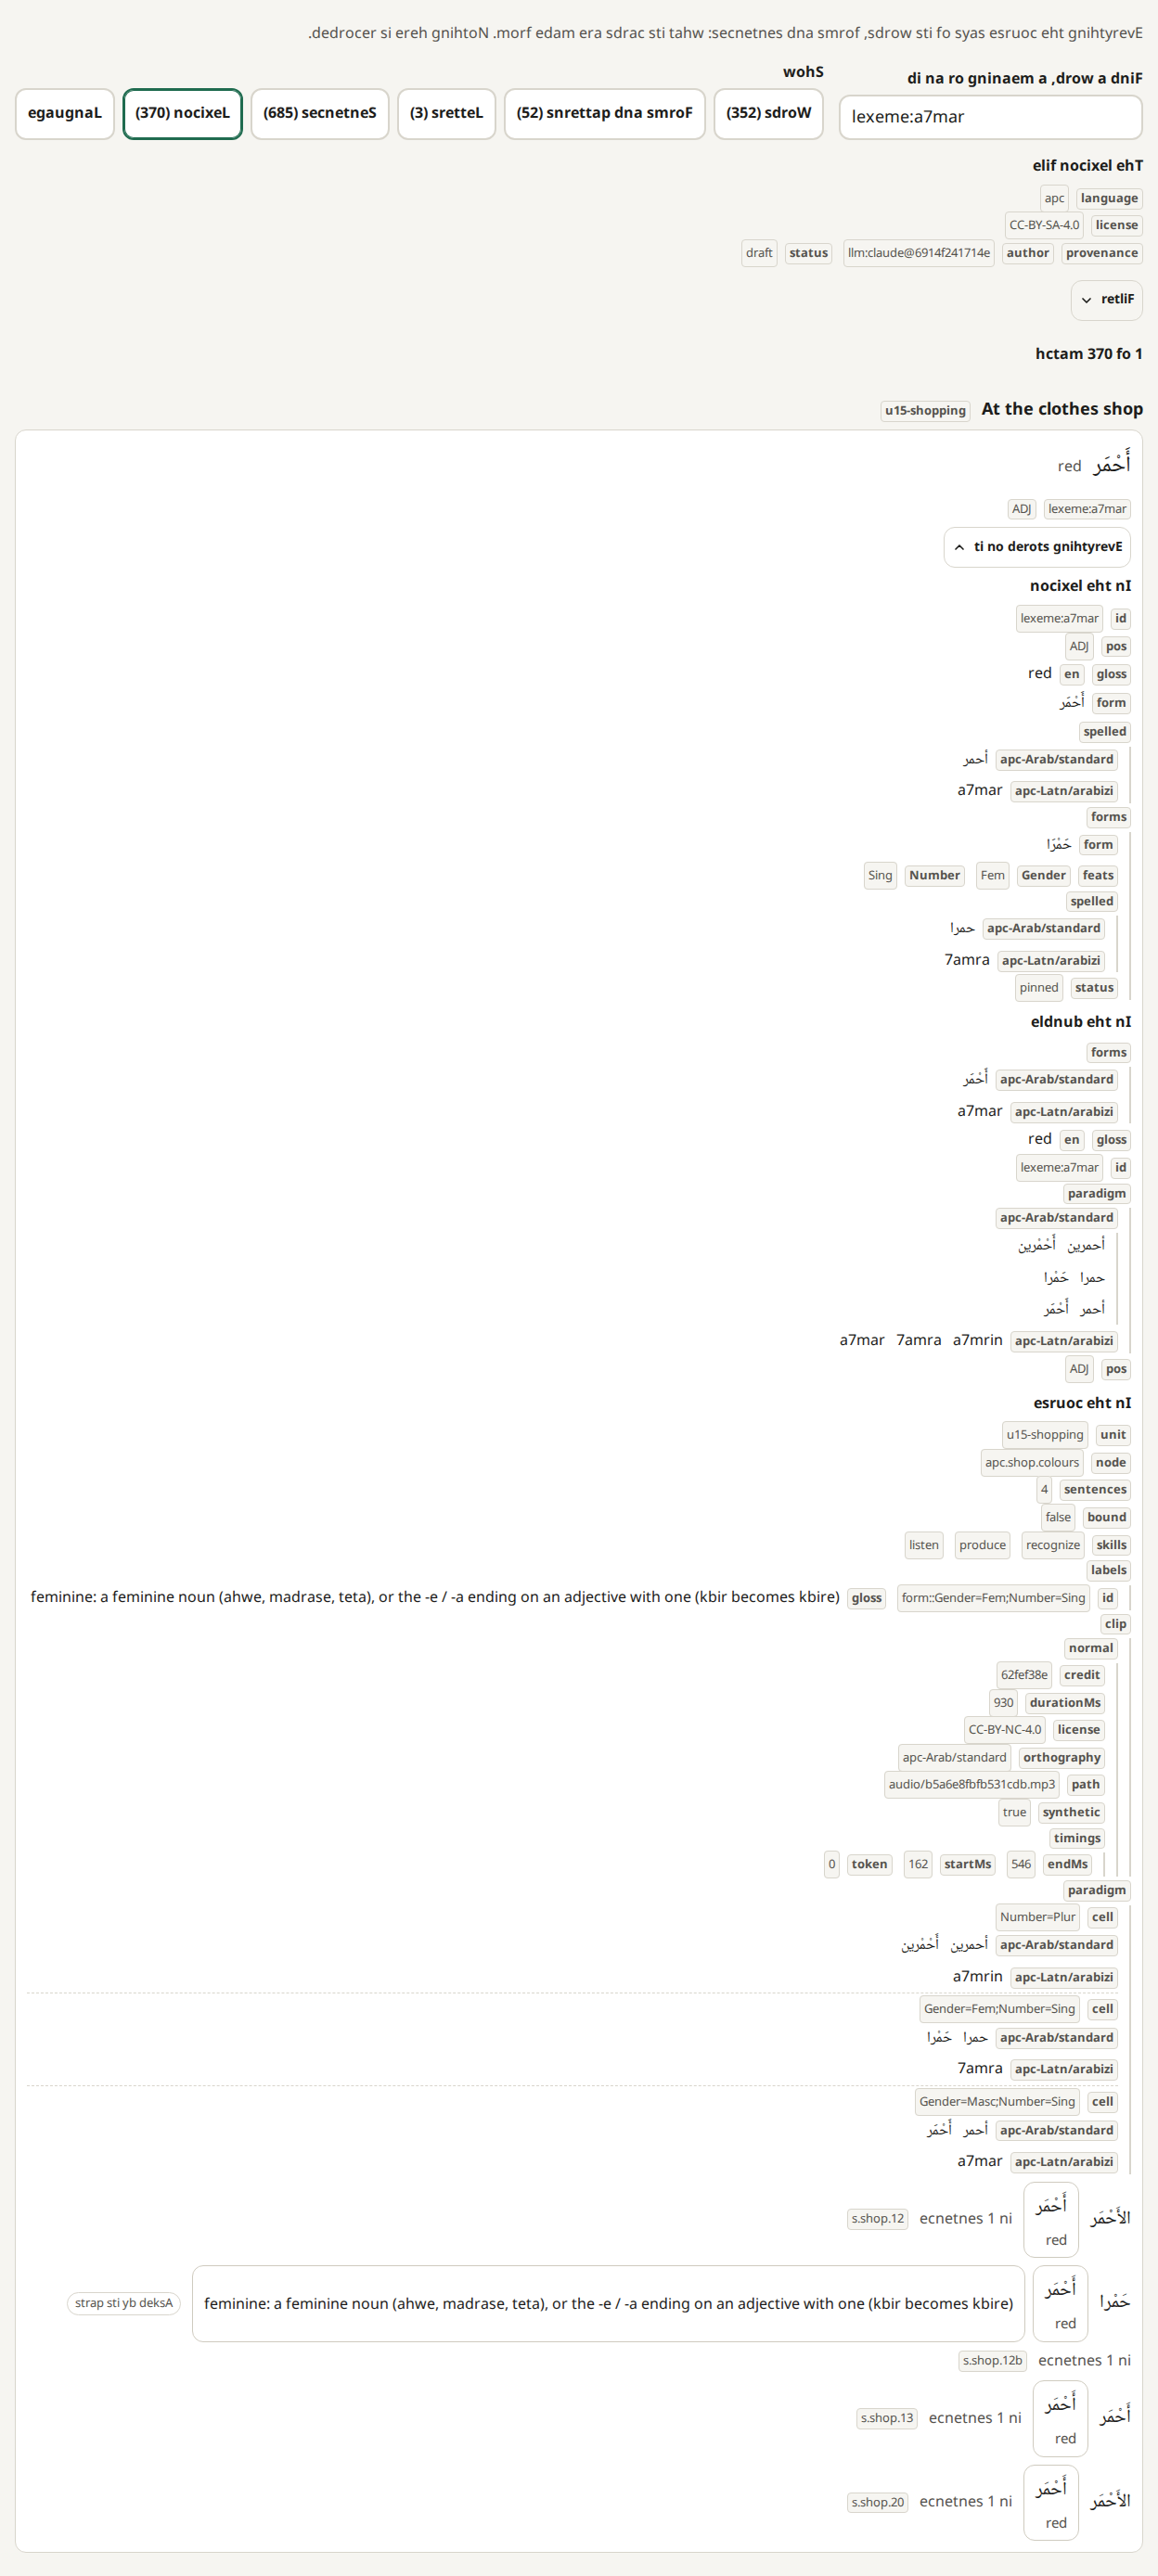 .dedrocer si ereh gnihtoN .morf edam era sdrac sti tahw :secnetnes dna smrof ,sdrow sti fo syas esruoc eht gnihtyrevE
di na ro gninaem a ,drow a dniF
lexeme:a7mar
wohS
(352) sdroW
(52) snrettap dna smroF
(3) sretteL
(685) secnetneS
(370) nocixeL
egaugnaL
elif nocixel ehT
language apc
license CC-BY-SA-4.0
provenance author llm:claude@6914f241714e status draft
retliF
hctam 370 fo 1
At the clothes shop u15-shopping
أَحْمَر red
lexeme:a7mar ADJ
ti no derots gnihtyrevE
nocixel eht nI
id lexeme:a7mar
pos ADJ
gloss en red
form أَحْمَر
spelled
apc-Arab/standard أحمر
apc-Latn/arabizi a7mar
forms
form حَمْرَا
feats Gender Fem Number Sing
spelled
apc-Arab/standard حمرا
apc-Latn/arabizi 7amra
status pinned
eldnub eht nI
forms
apc-Arab/standard أَحْمَر
apc-Latn/arabizi a7mar
gloss en red
id lexeme:a7mar
paradigm
apc-Arab/standard
أحمرين أَحْمْرين
حمرا حَمْرا
أحمر أَحْمَر
apc-Latn/arabizi a7mrin 7amra a7mar
pos ADJ
esruoc eht nI
unit u15-shopping
node apc.shop.colours
sentences 4
bound false
skills recognize produce listen
labels
id form::Gender=Fem;Number=Sing gloss feminine: a feminine noun (ahwe, madrase, teta), or the -e / -a ending on an adjective with one (kbir becomes kbire)
clip
normal
credit 62fef38e
durationMs 930
license CC-BY-NC-4.0
orthography apc-Arab/standard
path audio/b5a6e8fbfb531cdb.mp3
synthetic true
timings
endMs 546 startMs 162 token 0
paradigm
cell Number=Plur
apc-Arab/standard أحمرين أَحْمْرين
apc-Latn/arabizi a7mrin
cell Gender=Fem;Number=Sing
apc-Arab/standard حمرا حَمْرا
apc-Latn/arabizi 7amra
cell Gender=Masc;Number=Sing
apc-Arab/standard أحمر أَحْمَر
apc-Latn/arabizi a7mar
الأَحْمَر أَحْمَر red ecnetnes 1 ni s.shop.12
حَمْرا أَحْمَر red feminine: a feminine noun (ahwe, madrase, teta), or the -e / -a ending on an adjective with one (kbir becomes kbire) strap sti yb deksA
ecnetnes 1 ni s.shop.12b
أَحْمَر أَحْمَر red ecnetnes 1 ni s.shop.13
الأَحْمَر أَحْمَر red ecnetnes 1 ni s.shop.20